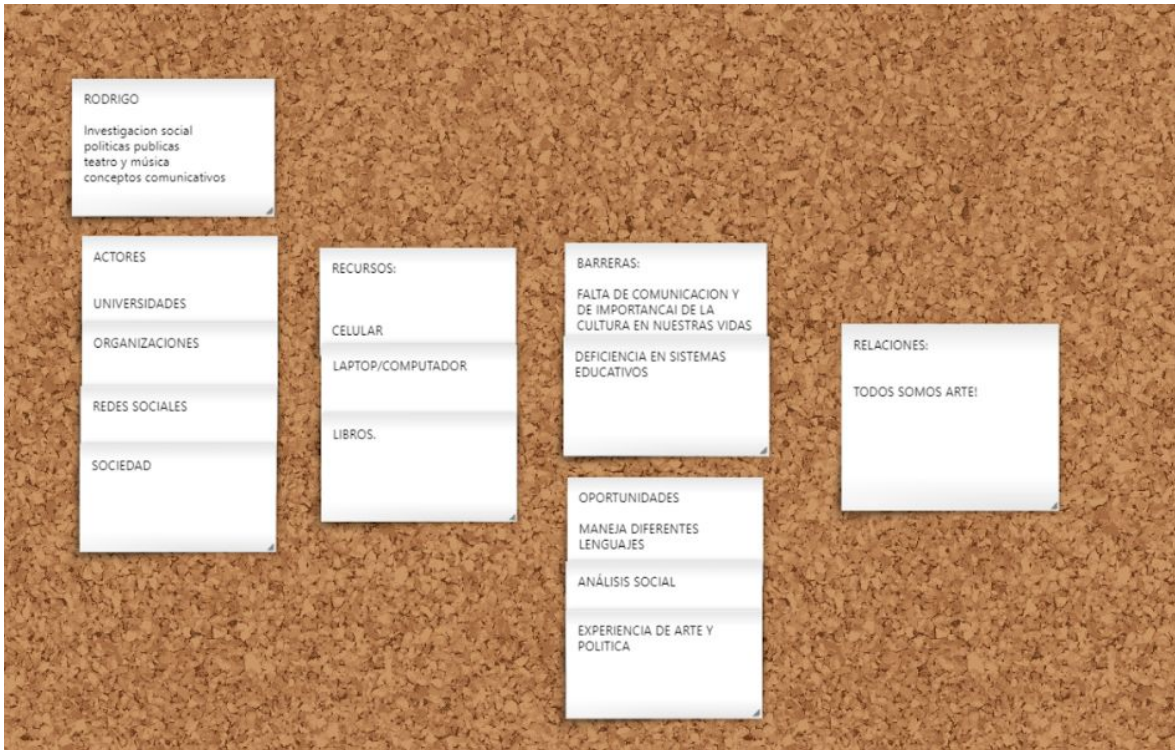 RODRIGO
Investigacion social
politicas publicas
teatro y música
conceptos comunicativos
ACTORES
UNIVERSIDADES
ORGANIZACIONES
REDES SOCIALES
SOCIEDAD
RECURSOS:
CELULAR
LAPTOP/COMPUTADOR
LIBROS.
BARRERAS:
FALTA DE COMUNICACION Y
DE IMPORTANCAI DE LA
CULTURA EN NUESTRAS VIDAS
DEFICIENCIA EN SISTEMAS
EDUCATIVOS
OPORTUNIDADES
MANEJA DIFERENTES
LENGUAJES
ANÁLISIS SOCIAL
EXPERIENCIA DE ARTE Y
POLITICA
RELACIONES:
TODOS SOMOS ARTE!